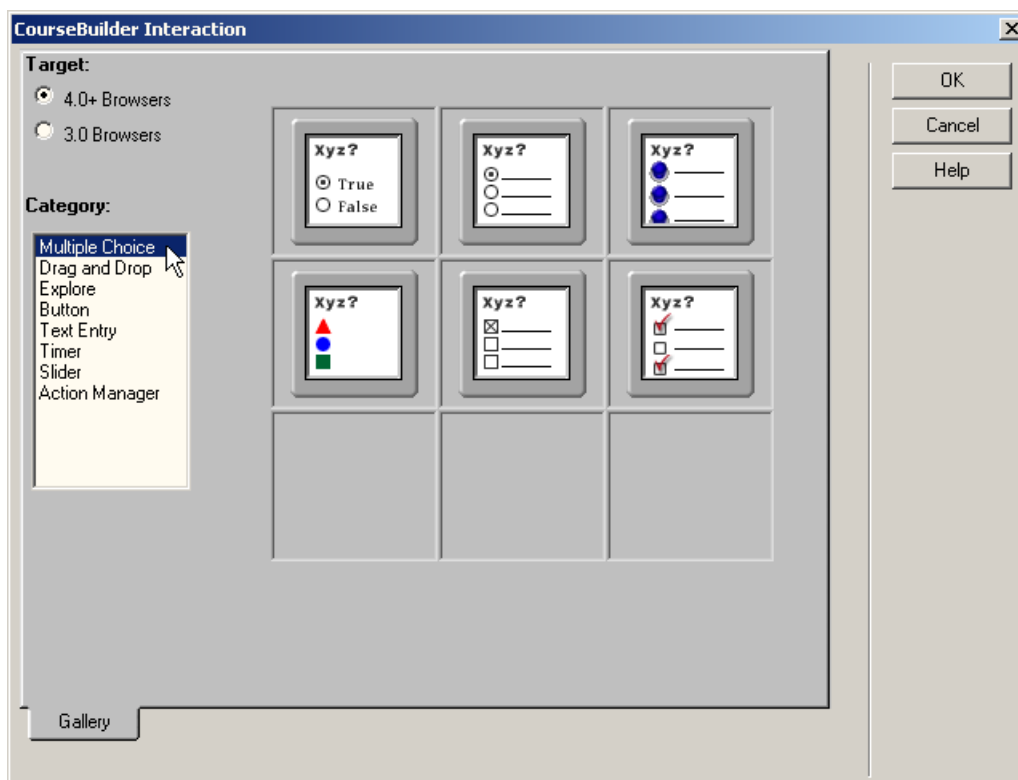 CourseBuilder Interaction
Target:
4.0+ Browsers
3.0 Browsers
Category:
Multiple Choice
Drag and Drop
Explore
Button
Text Entry
Timer
Slider
Action Manager
Xyz?
True
False
Xyz?
Xyz?
Xyz?
Xyz?
Xyz?
OK
Cancel
Help
Gallery